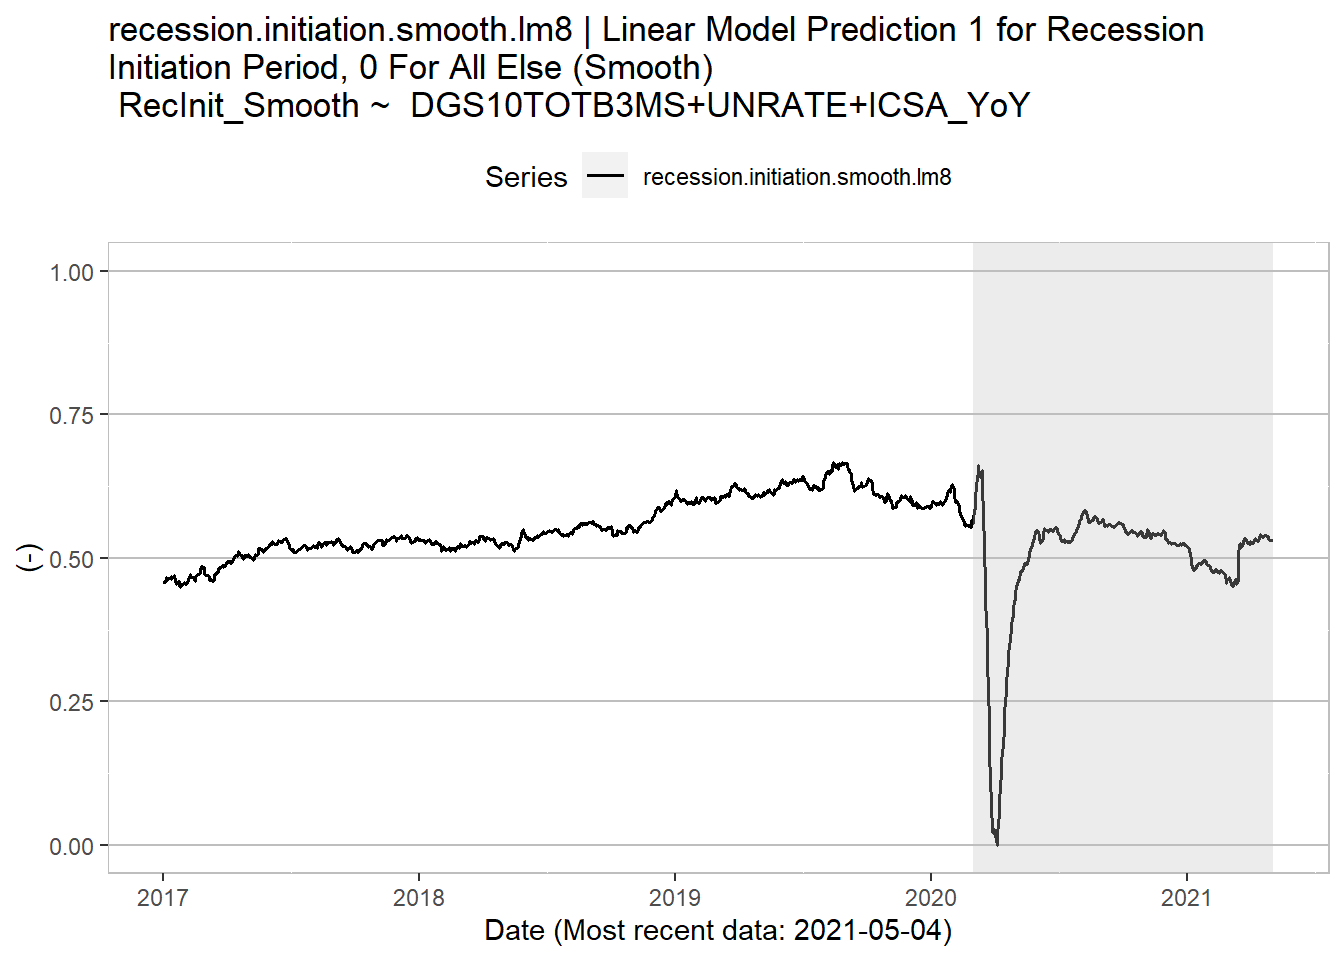 recession.initiation.smooth.lm8 | Linear Model Prediction 1 for Recession
Initiation Period, 0 For All Else (Smooth)
RecInit_Smooth ~ DGS10TOTB3MS+UNRATE+ICSA_YoY
Series recession.initiation.smooth.lm8
1.00
0.75
0.50
0.25
0.00
(-)
2017 2018 2019 2020 2021
Date (Most recent data: 2021-05-04)